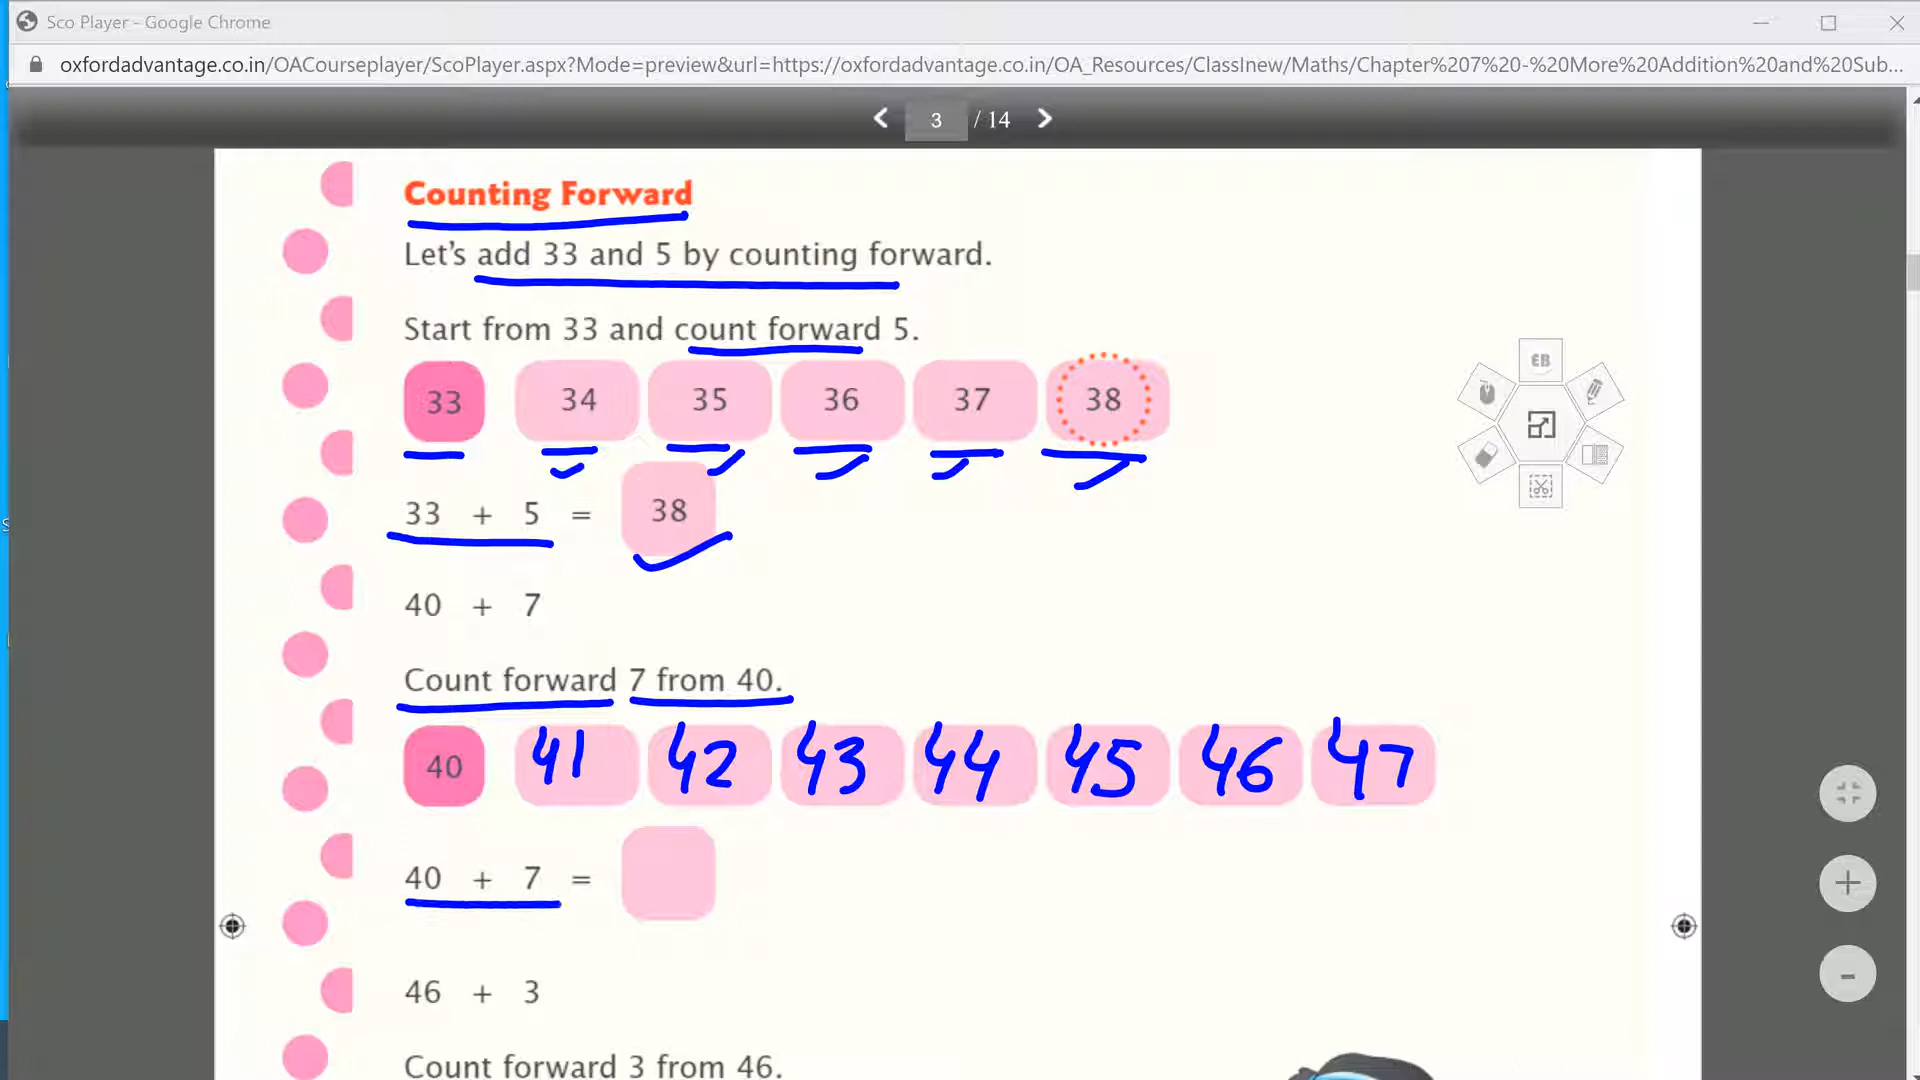 Sco Player - Google Chrome
oxfordadvantage.co.in/OACourseplayer/ScoPlayer.aspx?Mode=preview&url=https://oxfordadvantage.co.in/OA_Resources/ClassInew/Maths/Chapter%207%20-%20More%20Addition%20and%20Sub...
3 / 14
Counting Forward
Let's add 33 and 5 by counting forward.
Start from 33 and count forward 5.
33 34 35 36 37 38
EB
33 + 5 = 38
40 + 7
Count forward 7 from 40.
40 41 42 43 44 45 46 47
40 + 7 =
46 + 3
Count forward 3 from 46.